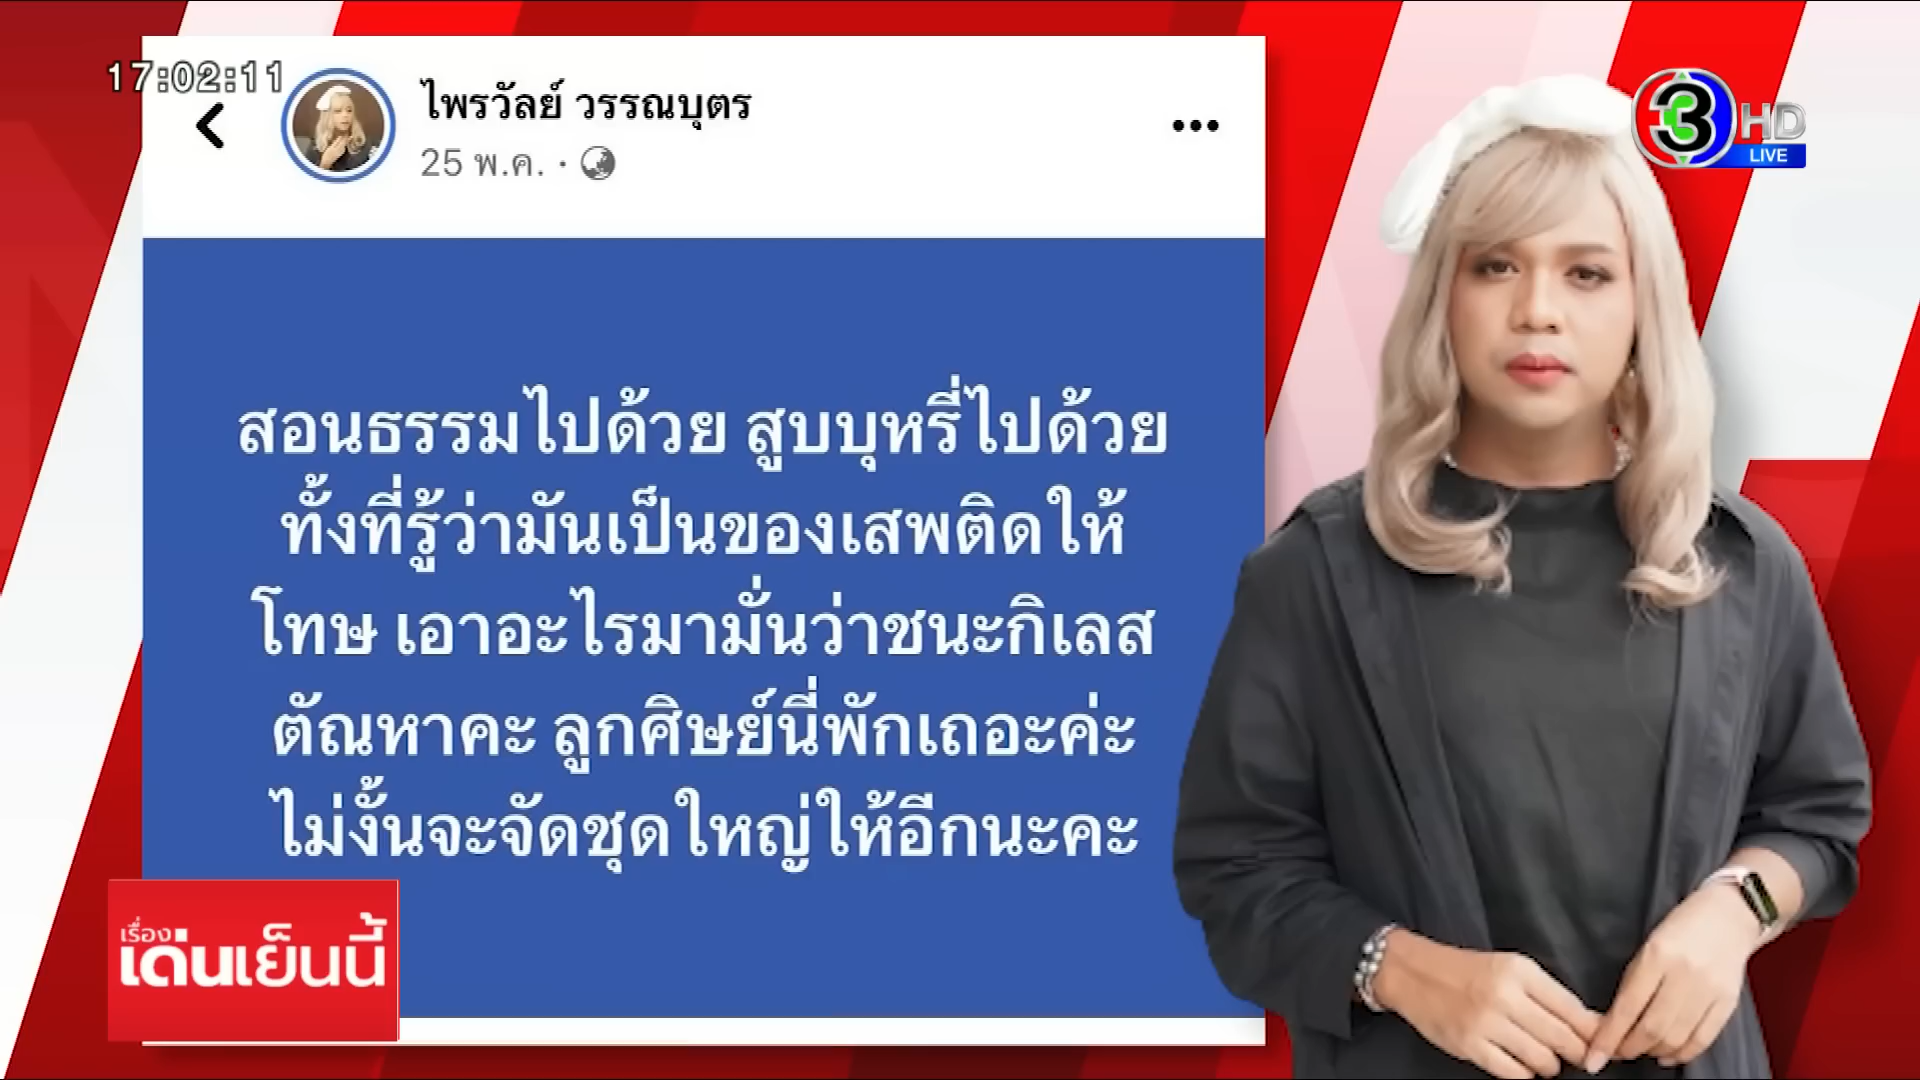 17:02:11
ไพรวัลย์ วรรณบุตร
25 พ.ค. ·
3 HD
LIVE
สอนธรรมไปด้วย สูบบุหรี่ไปด้วย
ทั้งที่รู้ว่ามันเป็นของเสพติดให้
โทษ เอาอะไรมามั่นว่าชนะกิเลส
ตัณหาคะ ลูกศิษย์นี่พักเถอะค่ะ
ไม่งั้นจะจัดชุดใหญ่ให้อีกนะคะ
เรื่อง
เด่นเย็นนี้